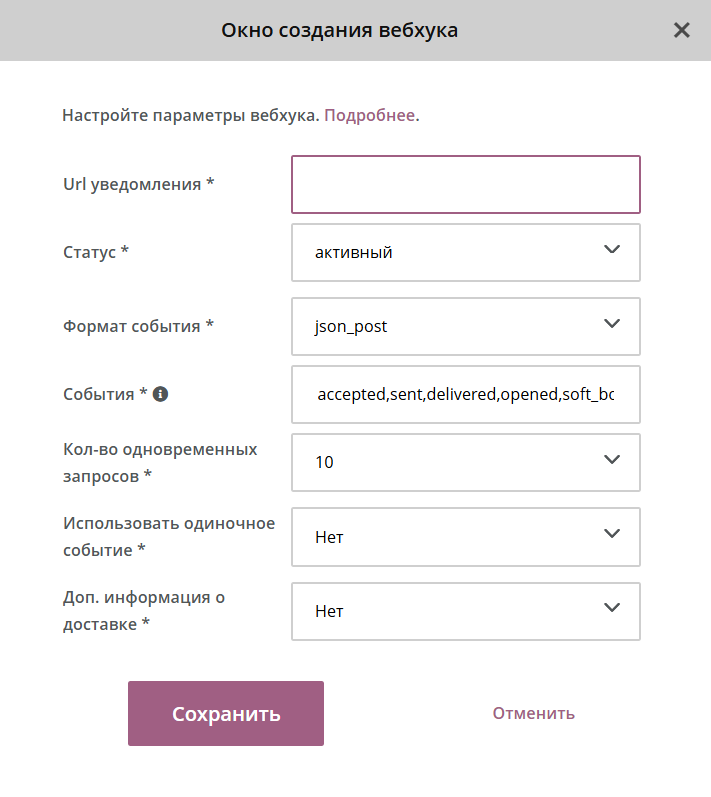 Окно создания вебхука
Настройте параметры вебхука. Подробнее.
Url уведомления *
Статус *
активный
Формат события *
json_post
События *
accepted,sent,delivered,opened,soft_bo
Кол-во одновременных
запросов *
10
Использовать одиночное
событие *
Нет
Доп. информация о
доставке *
Нет
Сохранить
Отменить